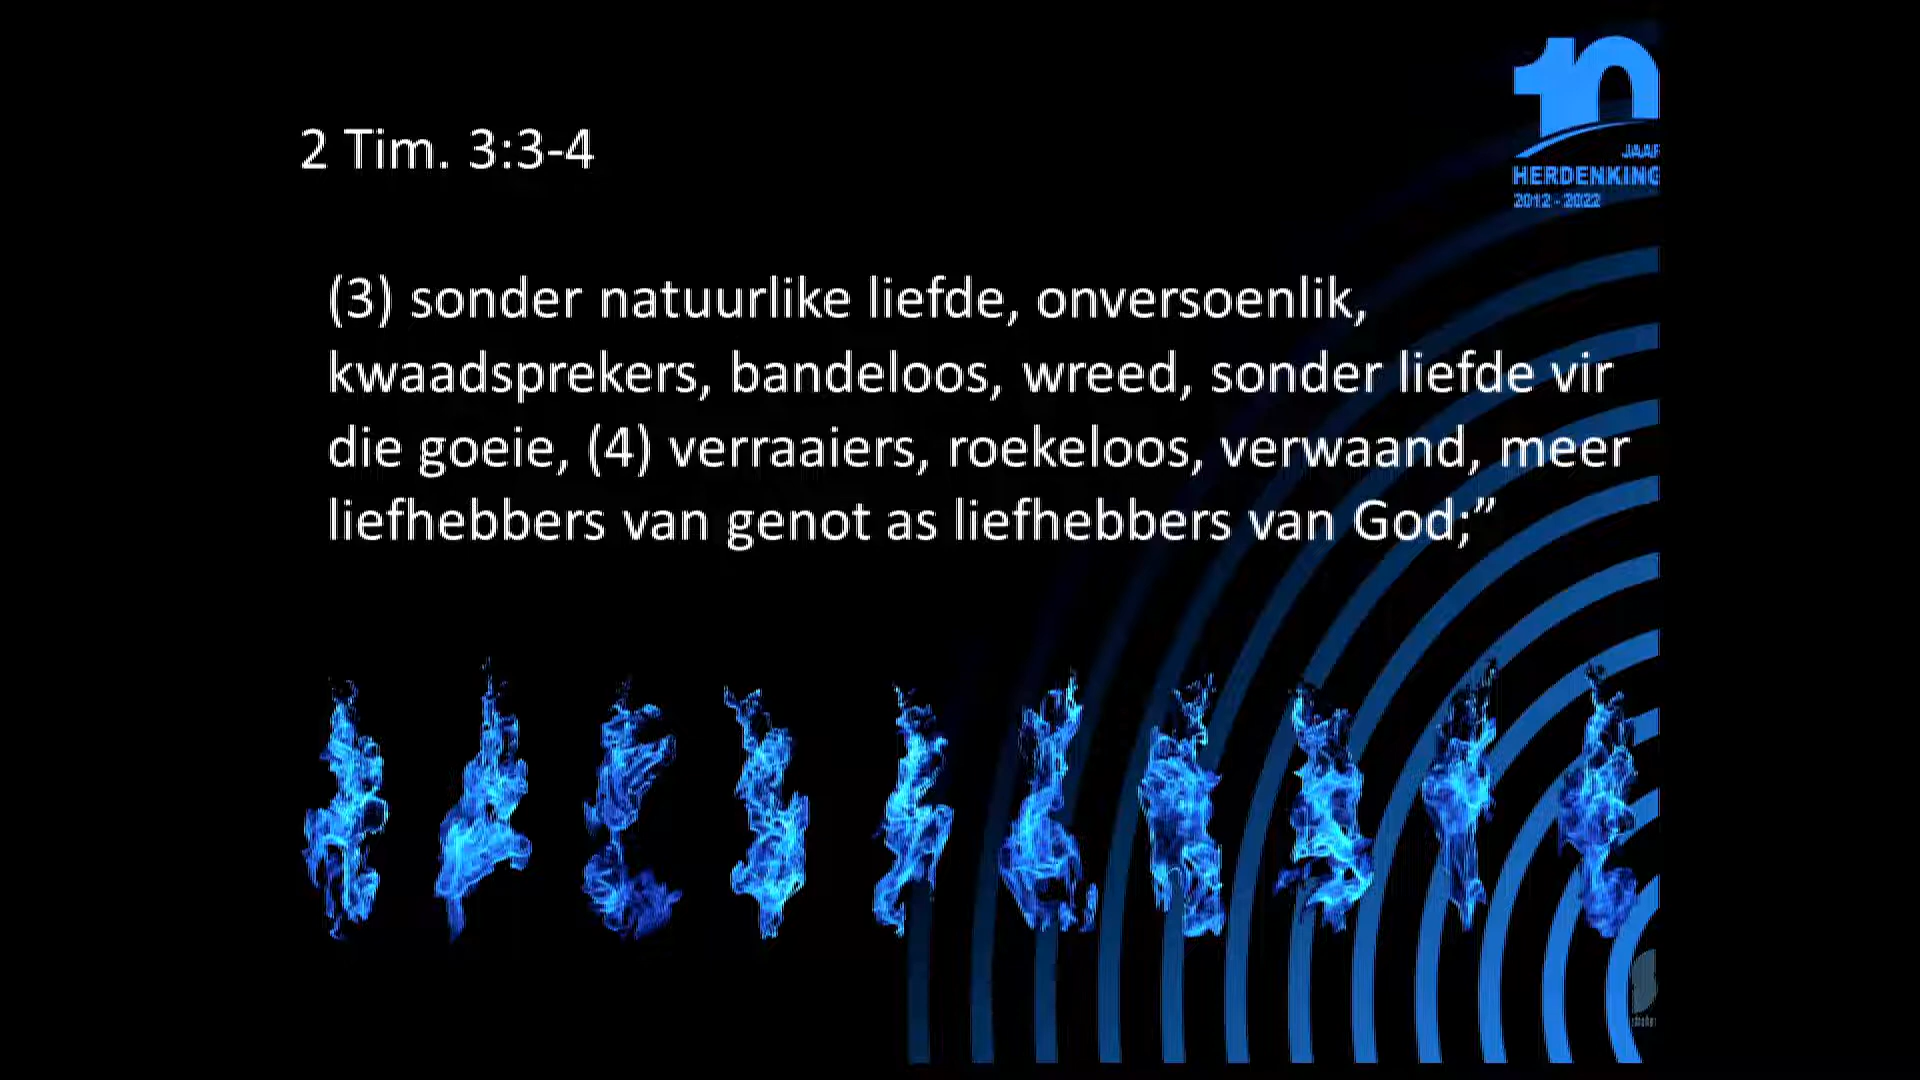 10
JAAR
HERDENKING
2012 - 2022
2 Tim. 3:3-4
(3) sonder natuurlike liefde, onversoenlik,
kwaadsprekers, bandeloos, wreed, sonder liefde vir
die goeie, (4) verraaiers, roekeloos, verwaand, meer
liefhebbers van genot as liefhebbers van God;”